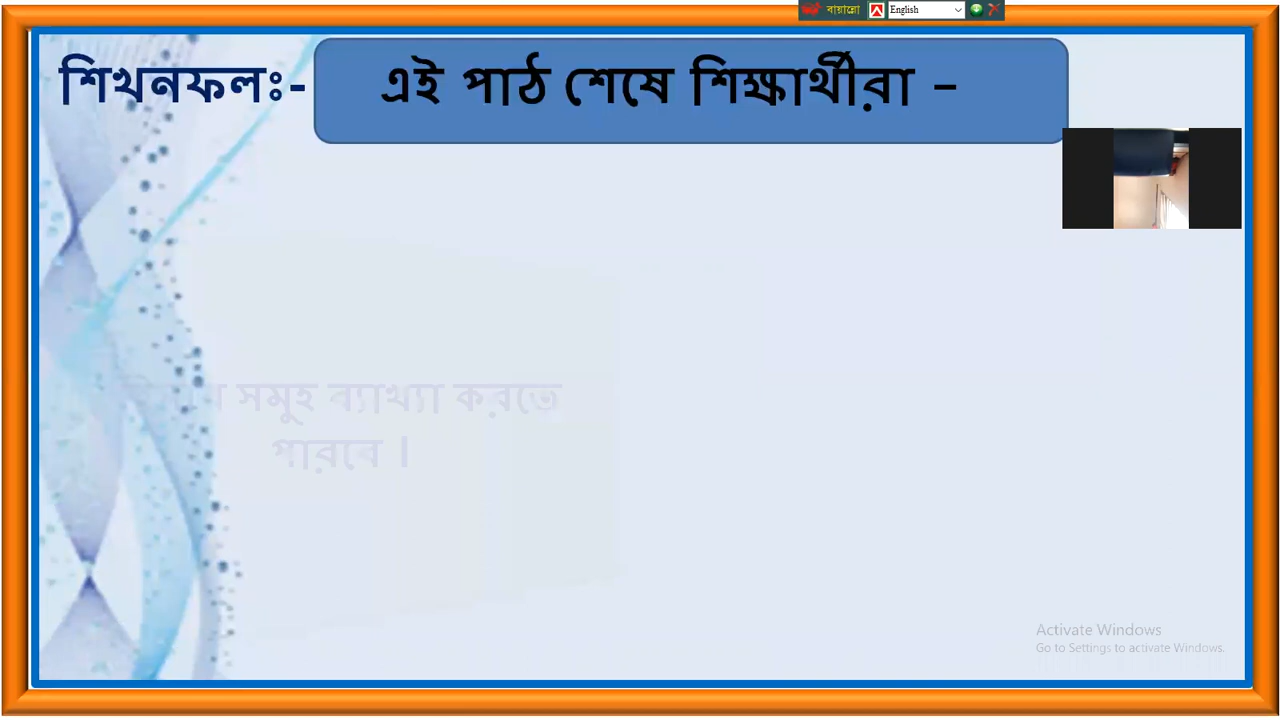 বায়ান্নো English
শিখনফলঃ- এই পাঠ শেষে শিক্ষার্থীরা –
সমুহ ব্যাখ্যা করতে
পারবে ।
Activate Windows
Go to Settings to activate Windows.